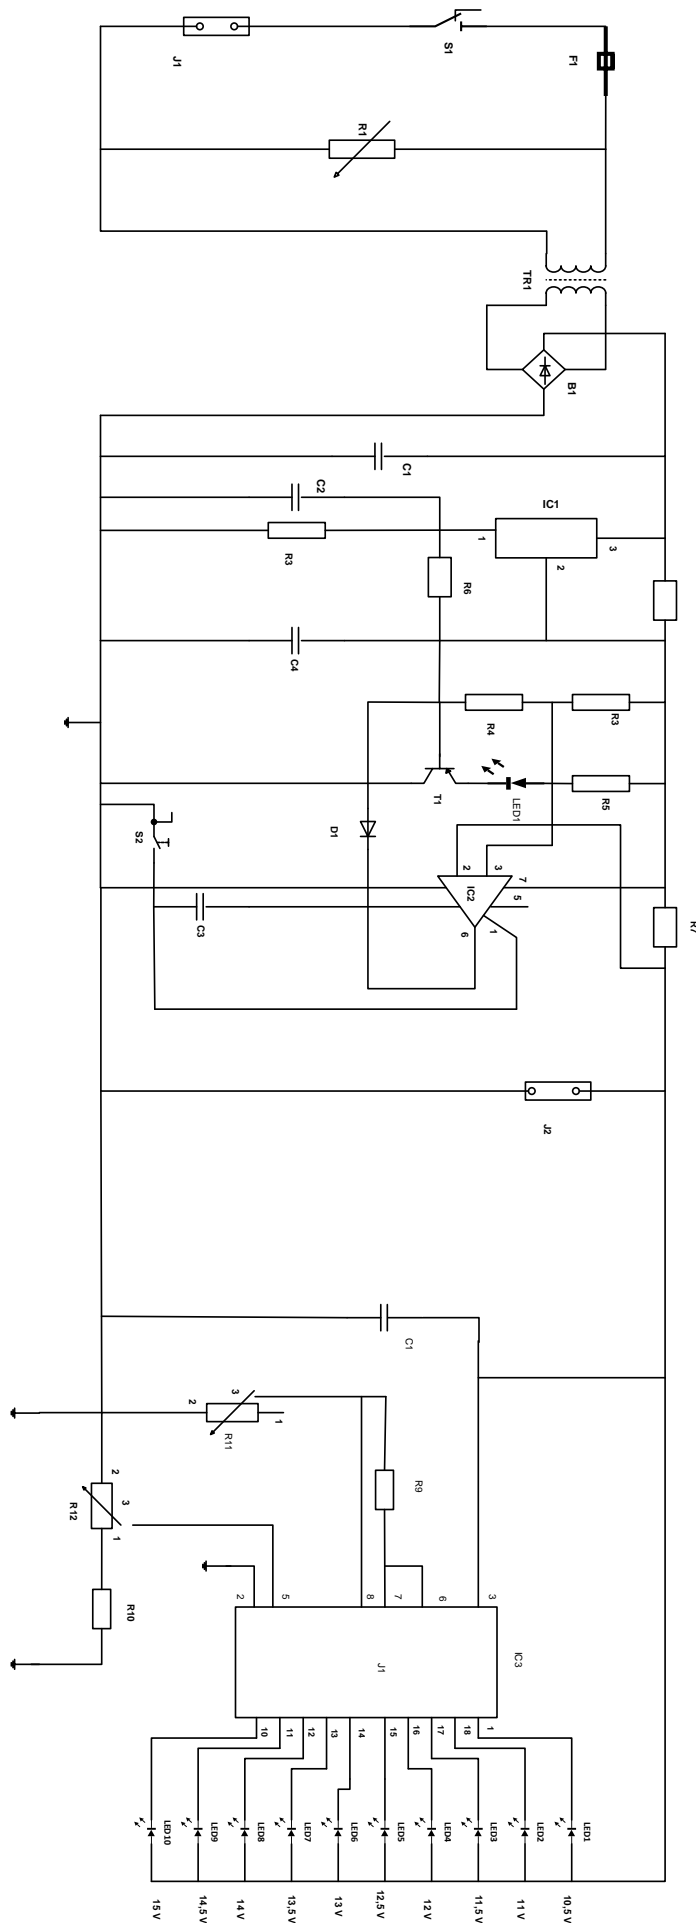 J1
S1
F1
R1
TR1
B1
C1
C2
IC1
1
3
2
R3
R6
C4
R4
R3
T1
LED1
R5
D1
S2
2
3
7
IC2
5
1
6
C3
R7
J2
C1
3
2
1
R11
R9
2
3
1
R12
R10
2
5
8
7
6
3
J1
IC3
10
11
12
13
14
15
16
17
18
1
LED10
LED9
LED8
LED7
LED6
LED5
LED4
LED3
LED2
LED1
15 V
14,5 V
14 V
13,5 V
13 V
12,5 V
12 V
11,5 V
11 V
10,5 V